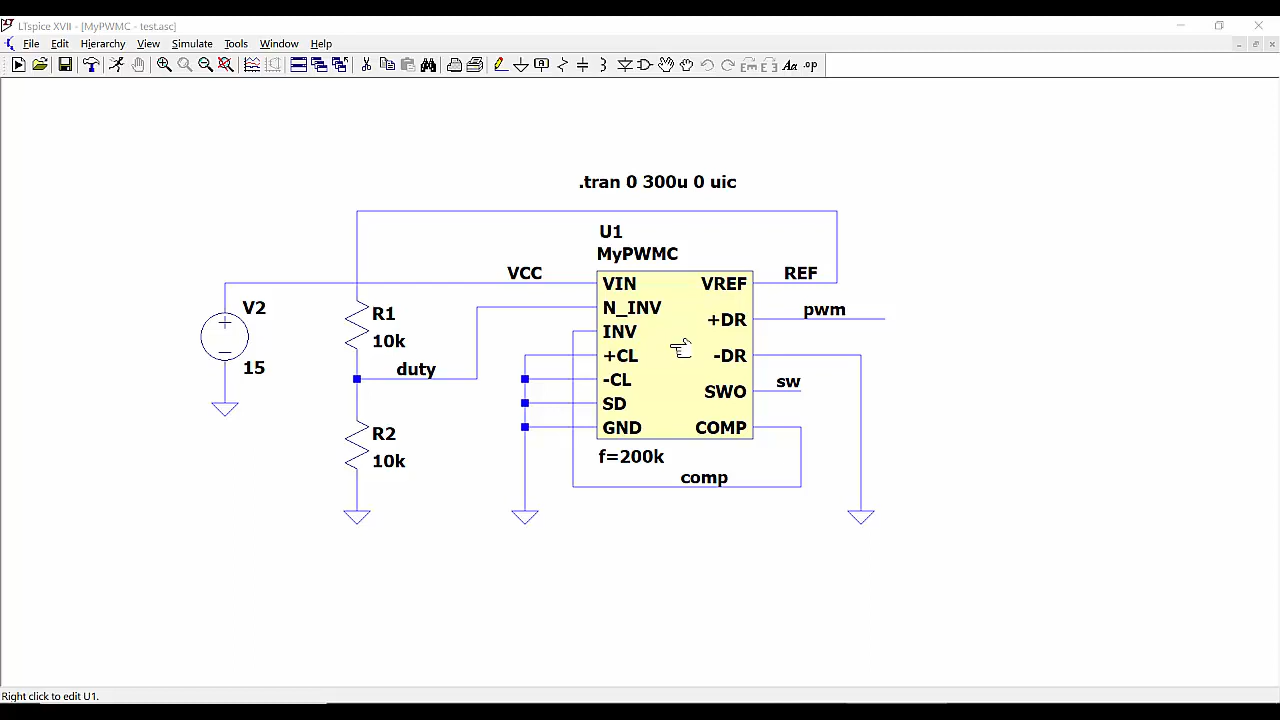 LTspice XVII - [MyPWMC - test.asc]
File Edit Hierarchy View Simulate Tools Window Help
Aa .op
.tran 0 300u 0 uic
U1
MyPWMC
VCC
REF
VIN
VREF
V2
N_INV
R1
+DR
pwm
INV
10k
+CL
-DR
15
duty
-CL
sw
SD
SWO
R2
GND
COMP
10k
f=200k
comp
Right click to edit U1.